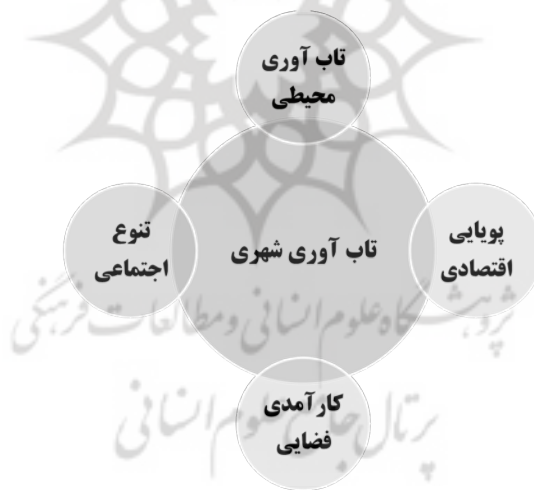 تاب آوری
محیطی
پویایی
اقتصادی
تاب آوری شهری
تنوع
اجتماعی
پژوهشگاه علوم انسانی و مطالعات فرهنگی
کارآمدی
فضایی
پرتال جامع علوم انسانی